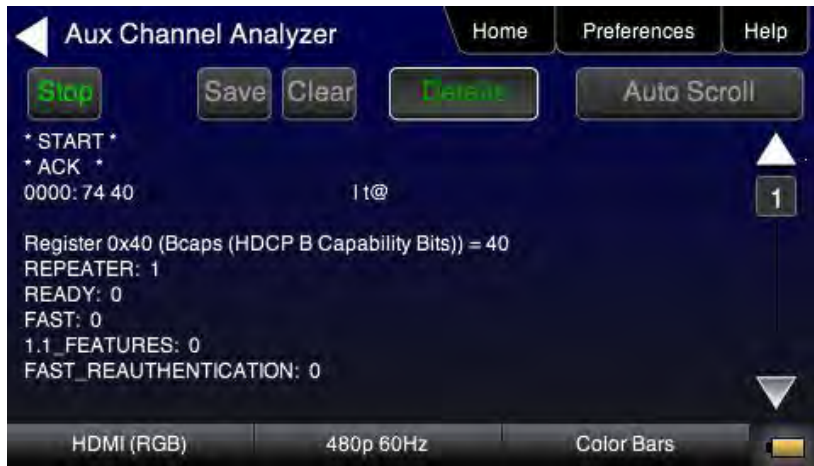 Aux Channel Analyzer
Home
Preferences
Help
Stop
Save
Clear
Details
Auto Scroll
* START *
* ACK *
0000: 74 40 | t@
1
Register 0x40 (Bcaps (HDCP B Capability Bits)) = 40
REPEATER: 1
READY: 0
FAST: 0
1.1_FEATURES: 0
FAST_REAUTHENTICATION: 0
HDMI (RGB)
480p 60Hz
Color Bars